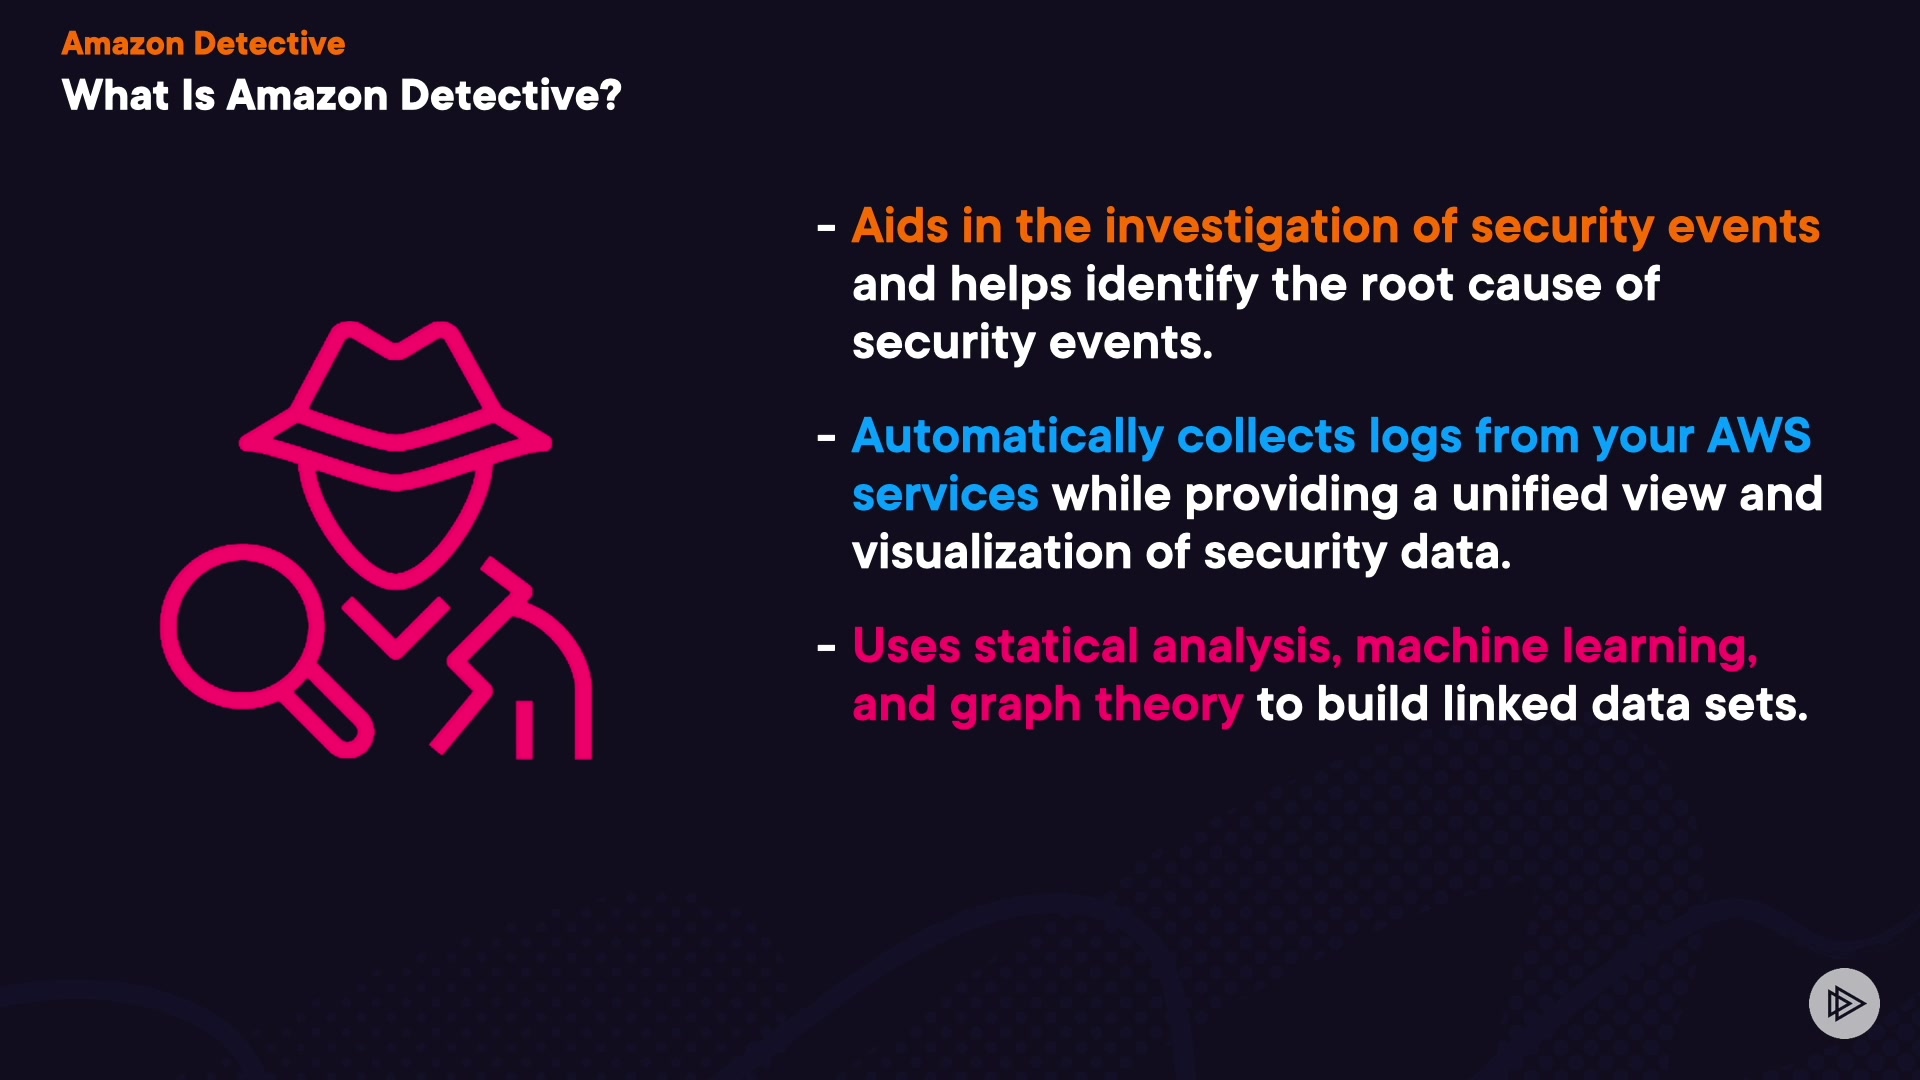 Amazon Detective
What Is Amazon Detective?
- Aids in the investigation of security events
and helps identify the root cause of
security events.
- Automatically collects logs from your AWS
services while providing a unified view and
visualization of security data.
- Uses statical analysis, machine learning,
and graph theory to build linked data sets.